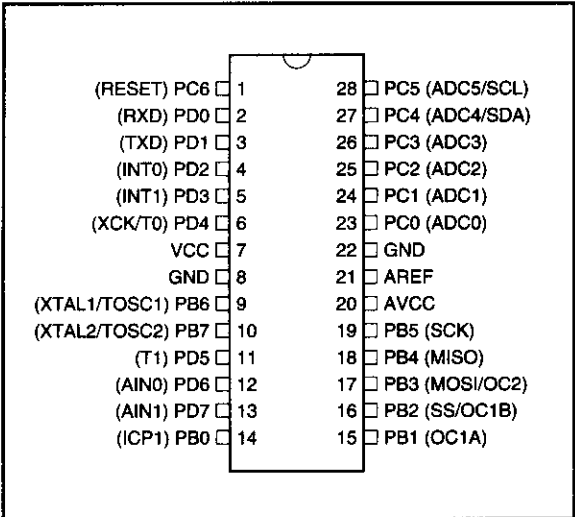 (RESET) PC6 1 28 PC5 (ADC5/SCL)
(RXD) PD0 2 27 PC4 (ADC4/SDA)
(TXD) PD1 3 26 PC3 (ADC3)
(INT0) PD2 4 25 PC2 (ADC2)
(INT1) PD3 5 24 PC1 (ADC1)
(XCK/T0) PD4 6 23 PC0 (ADC0)
VCC 7 22 GND
GND 8 21 AREF
(XTAL1/TOSC1) PB6 9 20 AVCC
(XTAL2/TOSC2) PB7 10 19 PB5 (SCK)
(T1) PD5 11 18 PB4 (MISO)
(AIN0) PD6 12 17 PB3 (MOSI/OC2)
(AIN1) PD7 13 16 PB2 (SS/OC1B)
(ICP1) PB0 14 15 PB1 (OC1A)